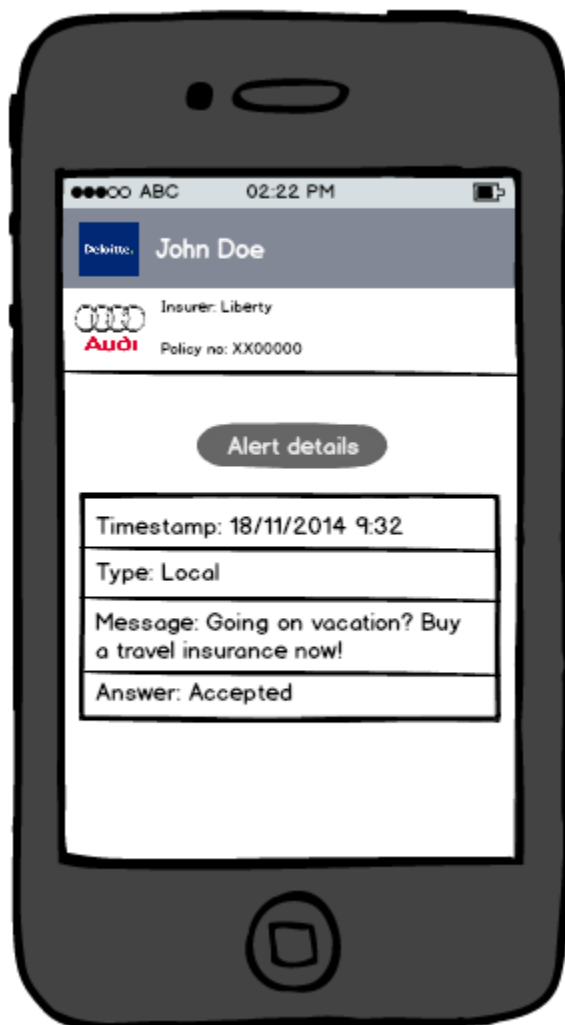 ABC 02:22 PM
Deloitte. John Doe
Insurer: Liberty
Audi
Policy no: XX00000
Alert details
Timestamp: 18/11/2014 9:32
Type: Local
Message: Going on vacation? Buy
a travel insurance now!
Answer: Accepted